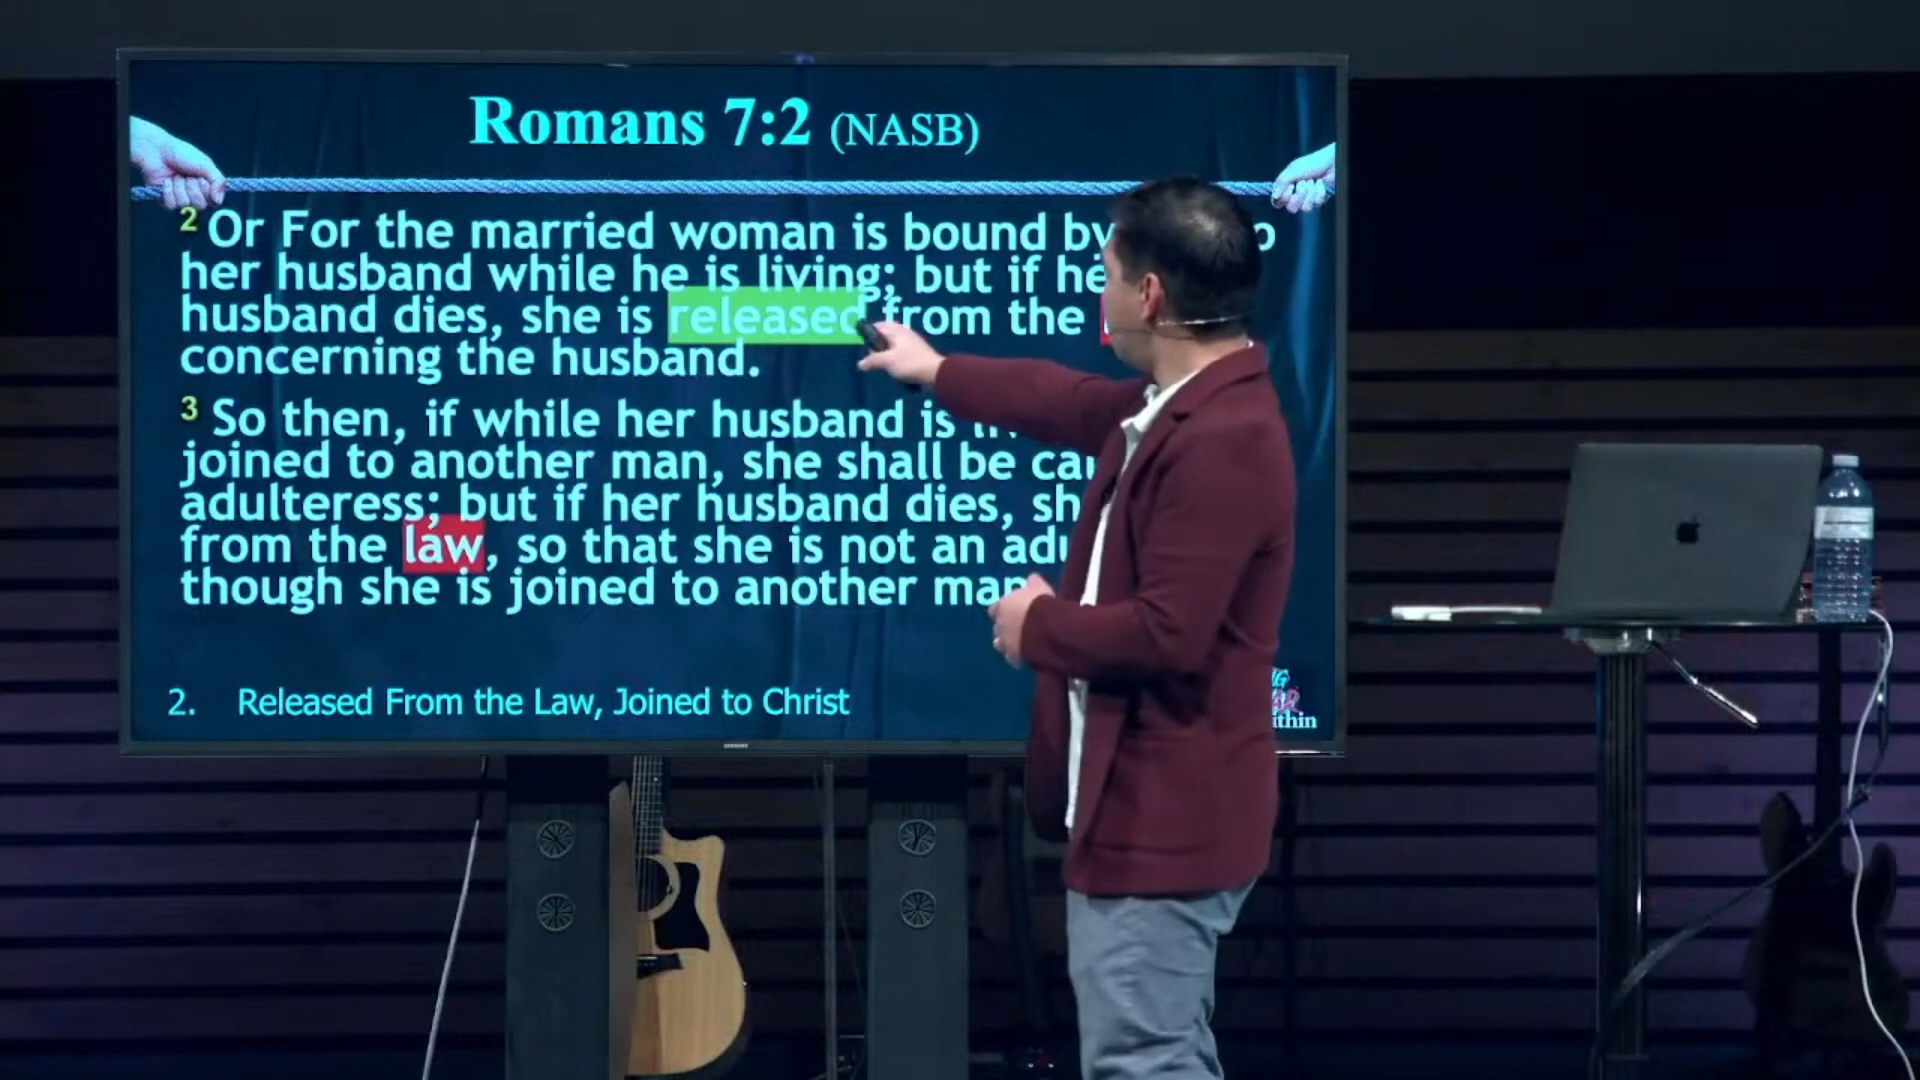 Romans 7:2 (NASB)
2 Or For the married woman is bound by
her husband while he is living; but if he
husband dies, she is released from the
concerning the husband.
3 So then, if while her husband is
joined to another man, she shall be
adulteress; but if her husband dies,
from the law, so that she is not an
though she is joined to another man
2. Released From the Law, Joined to Christ
ithin
SAMSUNG